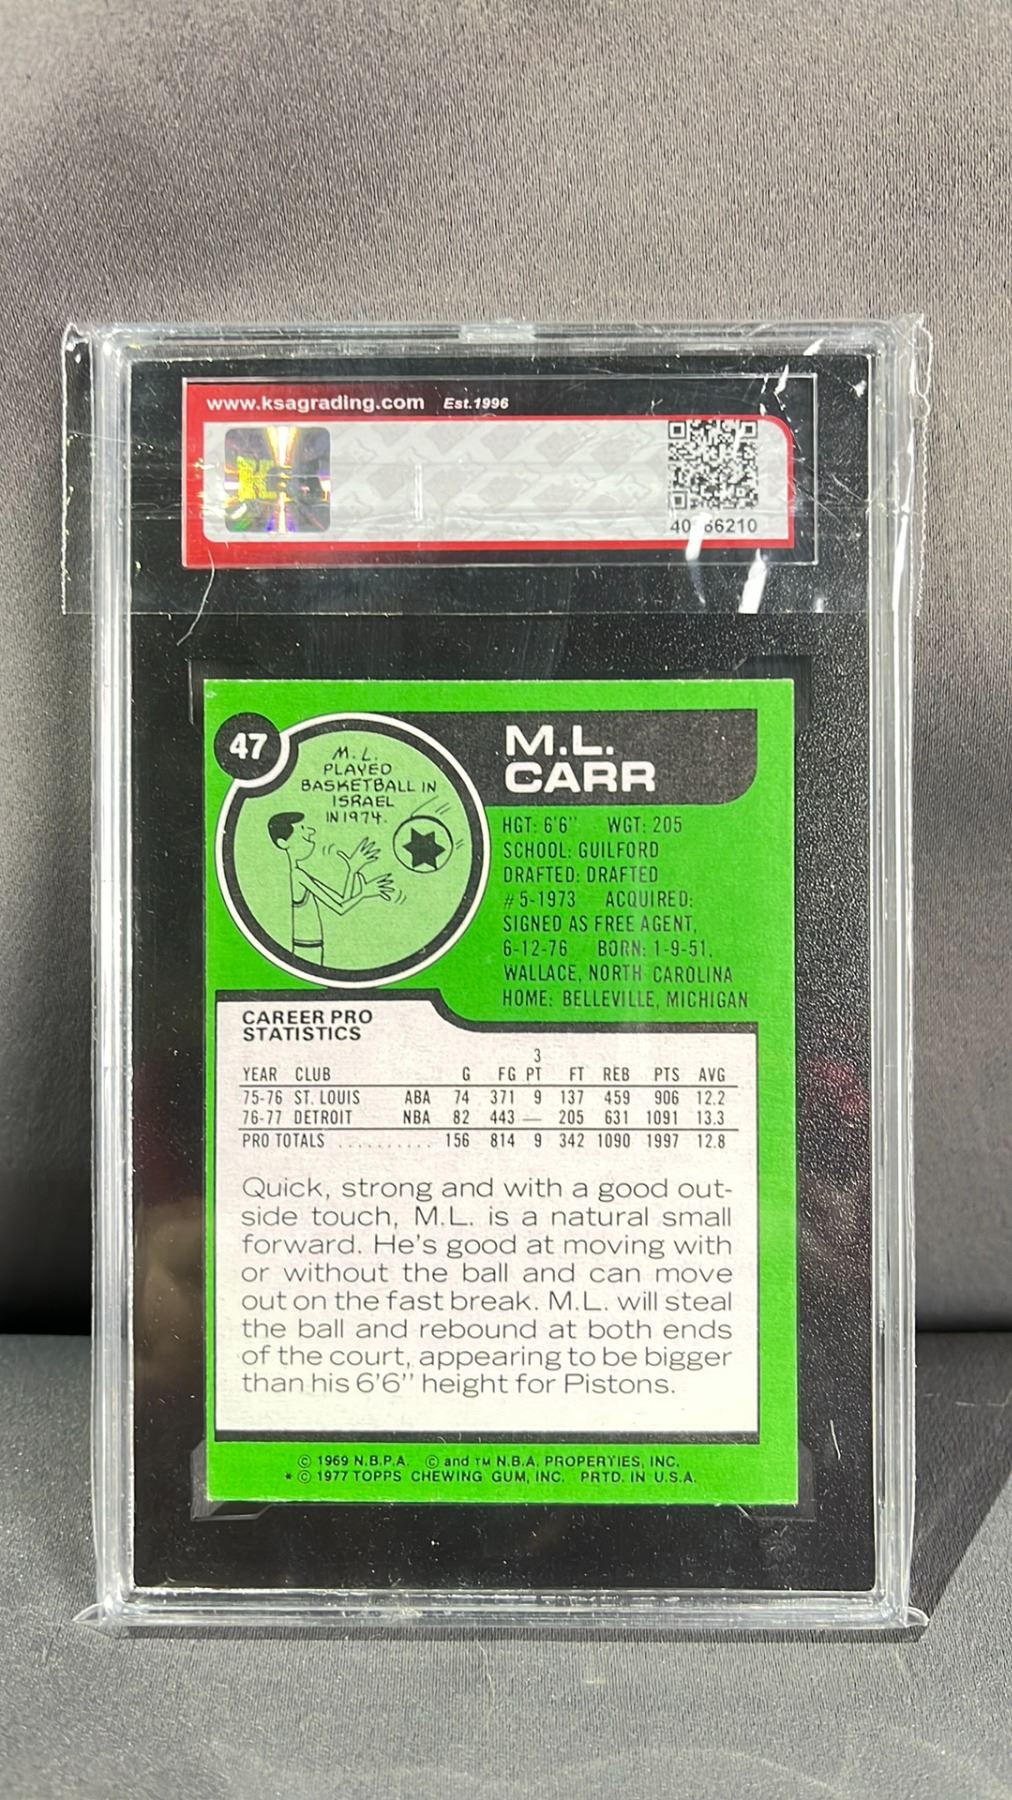 www.ksagrading.com Est.1996
47
M.L.
PLAYED
BASKETBALL IN
ISRAEL
IN 1974.
M.L.
CARR
HGT: 6'6" WGT: 205
SCHOOL: GUILFORD
DRAFTED: DRAFTED
#5-1973 ACQUIRED:
SIGNED AS FREE AGENT,
6-12-76 BORN: 1-9-51,
WALLACE, NORTH CAROLINA
HOME: BELLEVILLE, MICHIGAN
CAREER PRO
STATISTICS
3
YEAR CLUB G FG PT FT REB PTS AVG
75-76 ST. LOUIS ABA 74 371 9 137 459 906 12.2
76-77 DETROIT NBA 82 443 — 205 631 1091 13.3
PRO TOTALS .......... 156 814 9 342 1090 1997 12.8
Quick, strong and with a good out-
side touch, M.L. is a natural small
forward. He's good at moving with
or without the ball and can move
out on the fast break. M.L. will steal
the ball and rebound at both ends
of the court, appearing to be bigger
than his 6'6" height for Pistons.
© 1969 N.B.P.A. © and TM N.B.A. PROPERTIES, INC.
* © 1977 TOPPS CHEWING GUM, INC. PRTD. IN U.S.A.